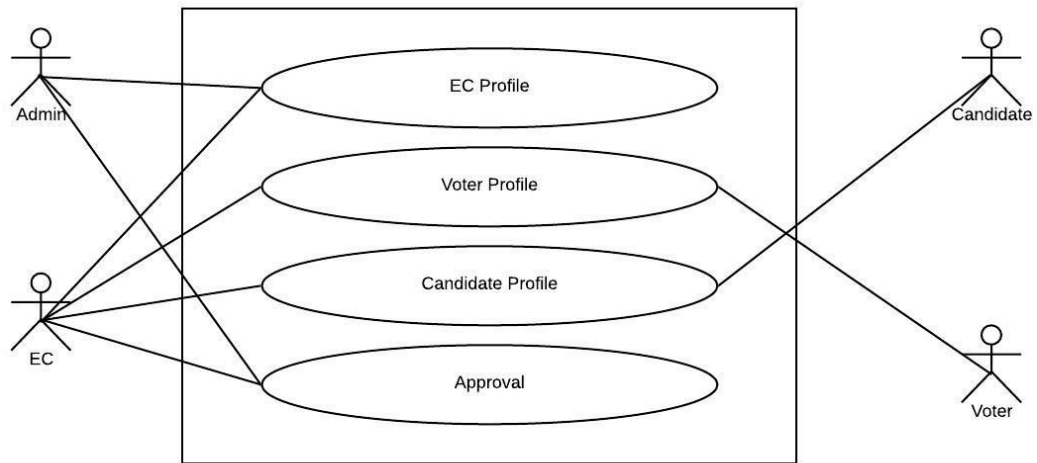 EC Profile
Admin
Candidate
Voter Profile
Candidate Profile
EC
Approval
Voter